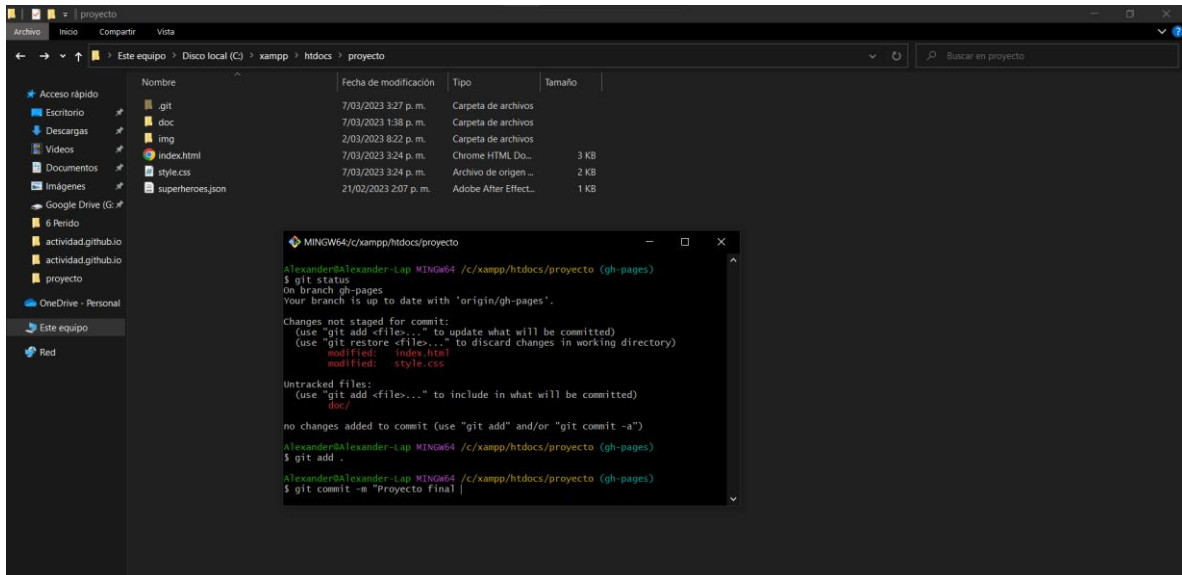 proyecto
Archivo Inicio Compartir Vista
Este equipo > Disco local (C:) > xampp > htdocs > proyecto
Buscar en proyecto
Nombre Fecha de modificación Tipo Tamaño
Acceso rápido
Escritorio
Descargas
Videos
Documentos
Imágenes
Google Drive (G:
6 Perido
actividad.github.io
actividad.github.io
proyecto
OneDrive - Personal
Este equipo
Red
.git 7/03/2023 3:27 p. m. Carpeta de archivos
doc 7/03/2023 1:38 p. m. Carpeta de archivos
img 2/03/2023 8:22 p. m. Carpeta de archivos
index.html 7/03/2023 3:24 p. m. Chrome HTML Do... 3 KB
style.css 7/03/2023 3:24 p. m. Archivo de origen ... 2 KB
superheroes.json 21/02/2023 2:07 p. m. Adobe After Effect... 1 KB
MINGW64:/c/xampp/htdocs/proyecto
Alexander@Alexander-Lap MINGW64 /c/xampp/htdocs/proyecto (gh-pages)
$ git status
On branch gh-pages
Your branch is up to date with 'origin/gh-pages'.
Changes not staged for commit:
(use "git add <file>..." to update what will be committed)
(use "git restore <file>..." to discard changes in working directory)
modified: index.html
modified: style.css
Untracked files:
(use "git add <file>..." to include in what will be committed)
doc/
no changes added to commit (use "git add" and/or "git commit -a")
Alexander@Alexander-Lap MINGW64 /c/xampp/htdocs/proyecto (gh-pages)
$ git add .
Alexander@Alexander-Lap MINGW64 /c/xampp/htdocs/proyecto (gh-pages)
$ git commit -m "Proyecto final